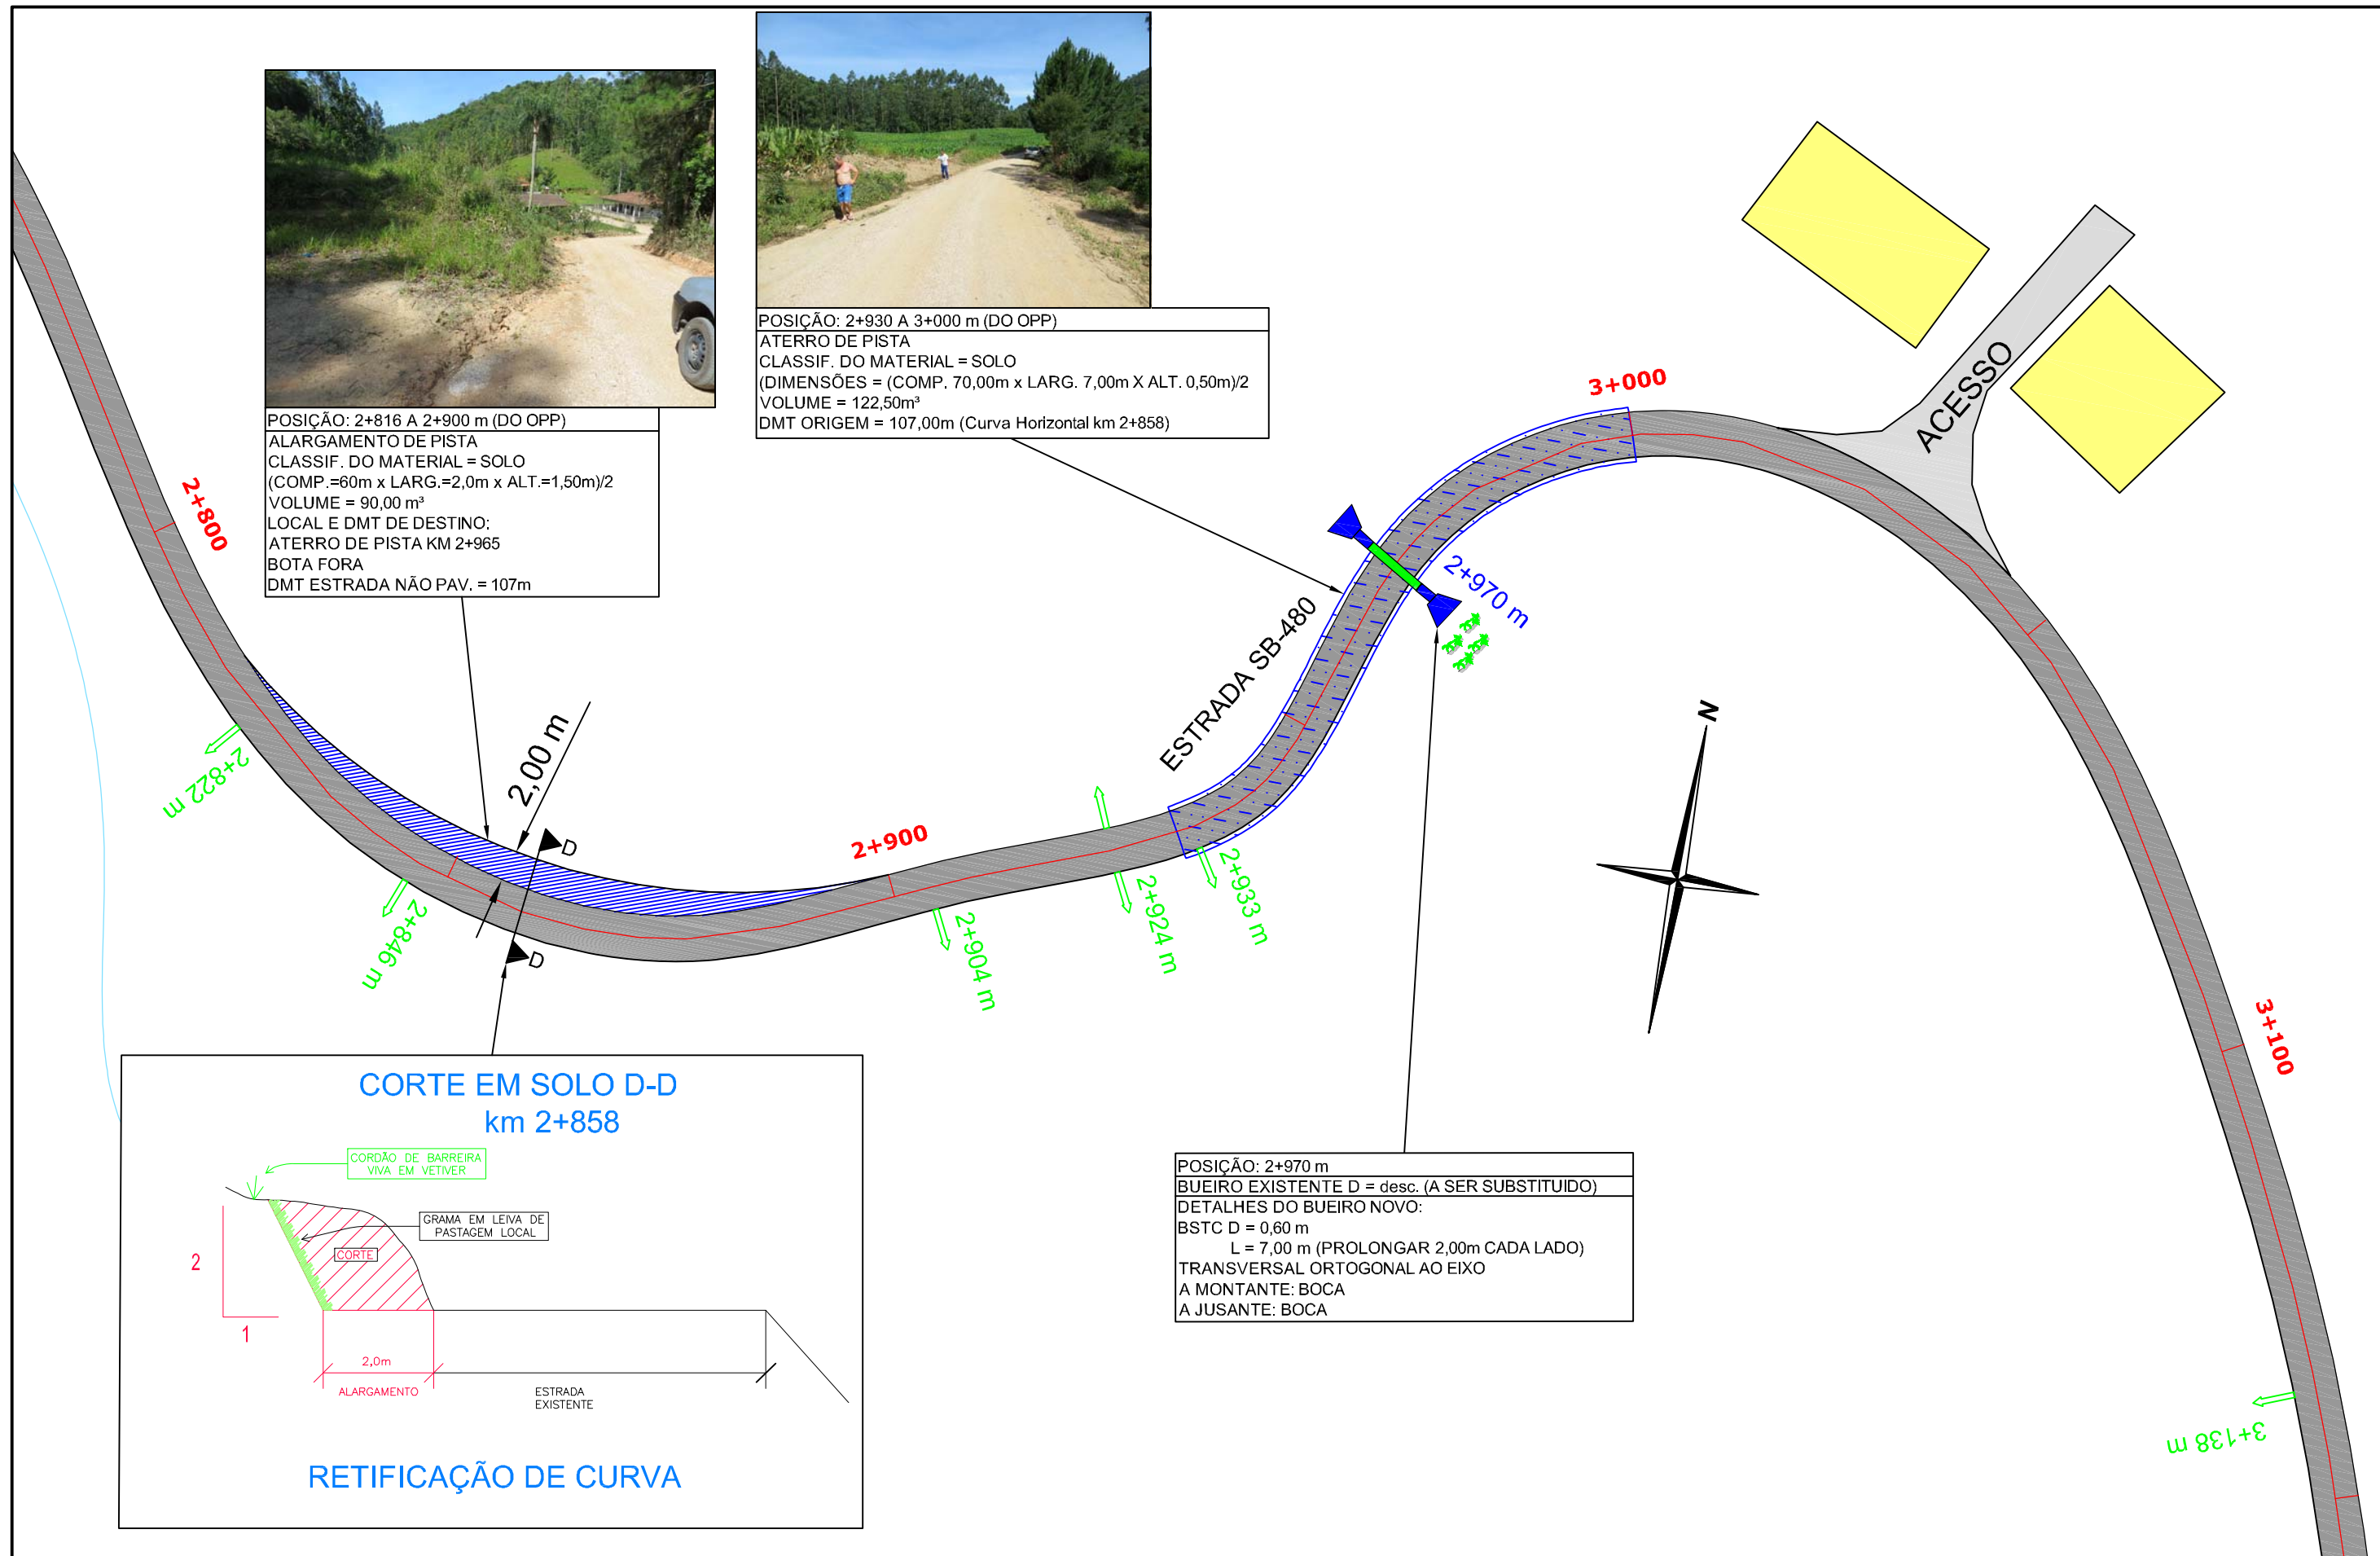 POSIÇÃO: 2+816 A 2+900 m (DO OPP)
ALARGAMENTO DE PISTA
CLASSIF. DO MATERIAL = SOLO
(COMP.=60m x LARG.=2,0m x ALT.=1,50m)/2
VOLUME = 90,00 m³
LOCAL E DMT DE DESTINO:
ATERRO DE PISTA KM 2+965
BOTA FORA
DMT ESTRADA NÃO PAV. = 107m
POSIÇÃO: 2+930 A 3+000 m (DO OPP)
ATERRO DE PISTA
CLASSIF. DO MATERIAL = SOLO
(DIMENSÕES = (COMP. 70,00m x LARG. 7,00m X ALT. 0,50m)/2
VOLUME = 122,50m³
DMT ORIGEM = 107,00m (Curva Horizontal km 2+858)
2+800
2+822 m
2+846 m
2,00 m
D
D
2+900
2+904 m
2+924 m
2+933 m
ESTRADA SB-480
2+970 m
3+000
ACESSO
N
3+100
3+138 m
CORTE EM SOLO D-D
km 2+858
CORDÃO DE BARREIRA
VIVA EM VETIVER
GRAMA EM LEIVA DE
PASTAGEM LOCAL
CORTE
2
1
2,0m
ALARGAMENTO
ESTRADA
EXISTENTE
RETIFICAÇÃO DE CURVA
POSIÇÃO: 2+970 m
BUEIRO EXISTENTE D = desc. (A SER SUBSTITUIDO)
DETALHES DO BUEIRO NOVO:
BSTC D = 0,60 m
L = 7,00 m (PROLONGAR 2,00m CADA LADO)
TRANSVERSAL ORTOGONAL AO EIXO
A MONTANTE: BOCA
A JUSANTE: BOCA